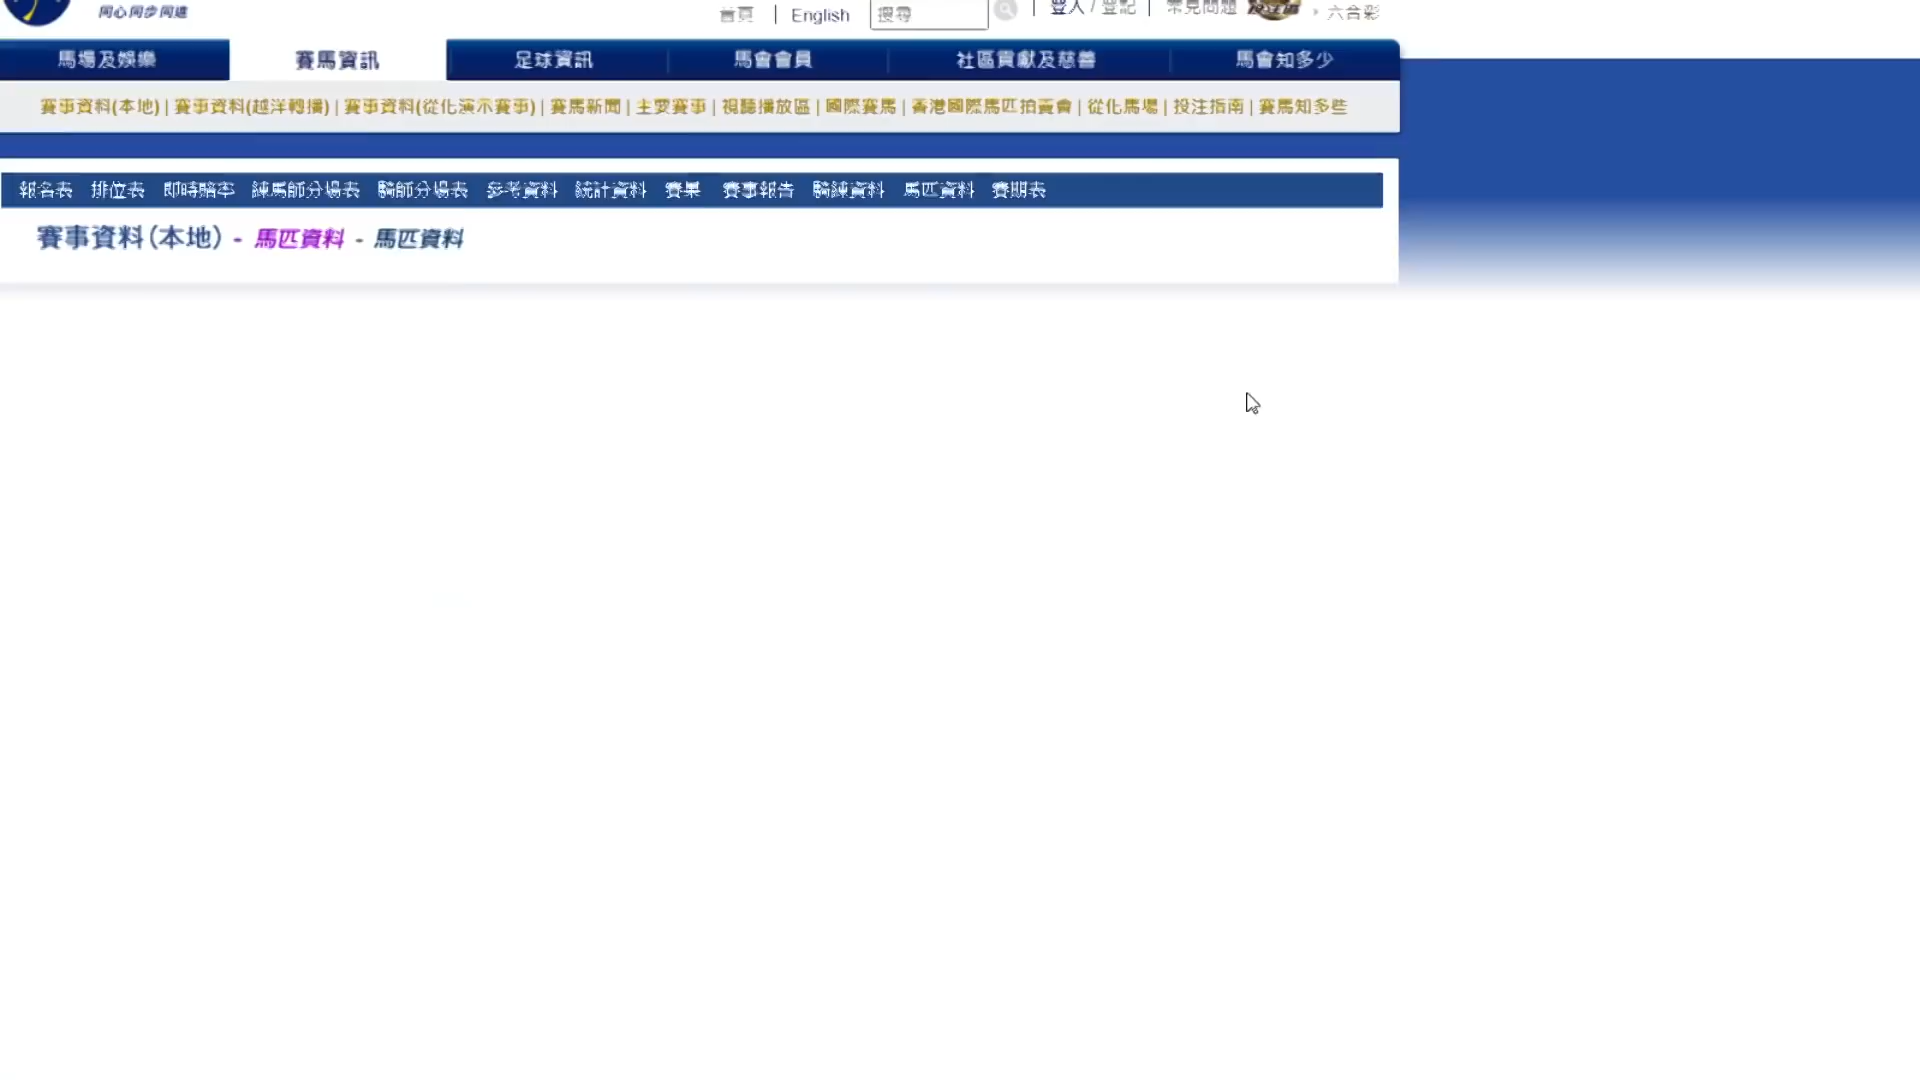 同心同步同進
首頁 | English 搜尋 | 登入 / 登記 | 常見問題 投注區 › 六合彩
馬場及娛樂 賽馬資訊 足球資訊 馬會會員 社區貢獻及慈善 馬會知多少
賽事資料(本地) | 賽事資料(越洋轉播) | 賽事資料(從化演示賽事) | 賽馬新聞 | 主要賽事 | 視聽播放區 | 國際賽馬 | 香港國際馬匹拍賣會 | 從化馬場 | 投注指南 | 賽馬知多些
報名表 排位表 即時賠率 練馬師分場表 騎師分場表 參考資料 統計資料 賽果 賽事報告 騎練資料 馬匹資料 賽期表
賽事資料(本地) - 馬匹資料 - 馬匹資料